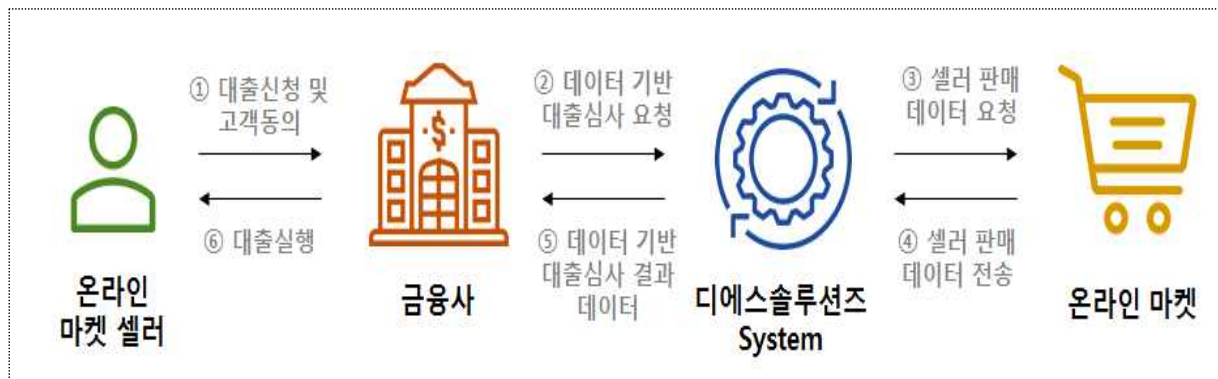 ① 대출신청 및
고객동의
② 데이터 기반
대출심사 요청
③ 셀러 판매
데이터 요청
$
⑥ 대출실행
⑤ 데이터 기반
대출심사 결과
데이터
④ 셀러 판매
데이터 전송
온라인
마켓 셀러
금융사
디에스솔루션즈
System
온라인 마켓